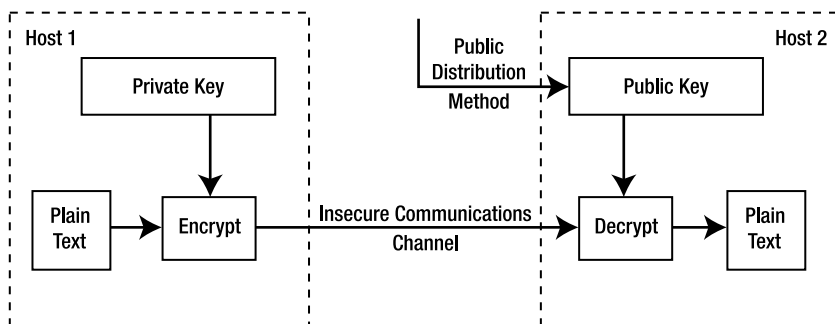 Host 1
Private Key
Plain
Text
Encrypt
Insecure Communications
Channel
Public
Distribution
Method
Host 2
Public Key
Decrypt
Plain
Text